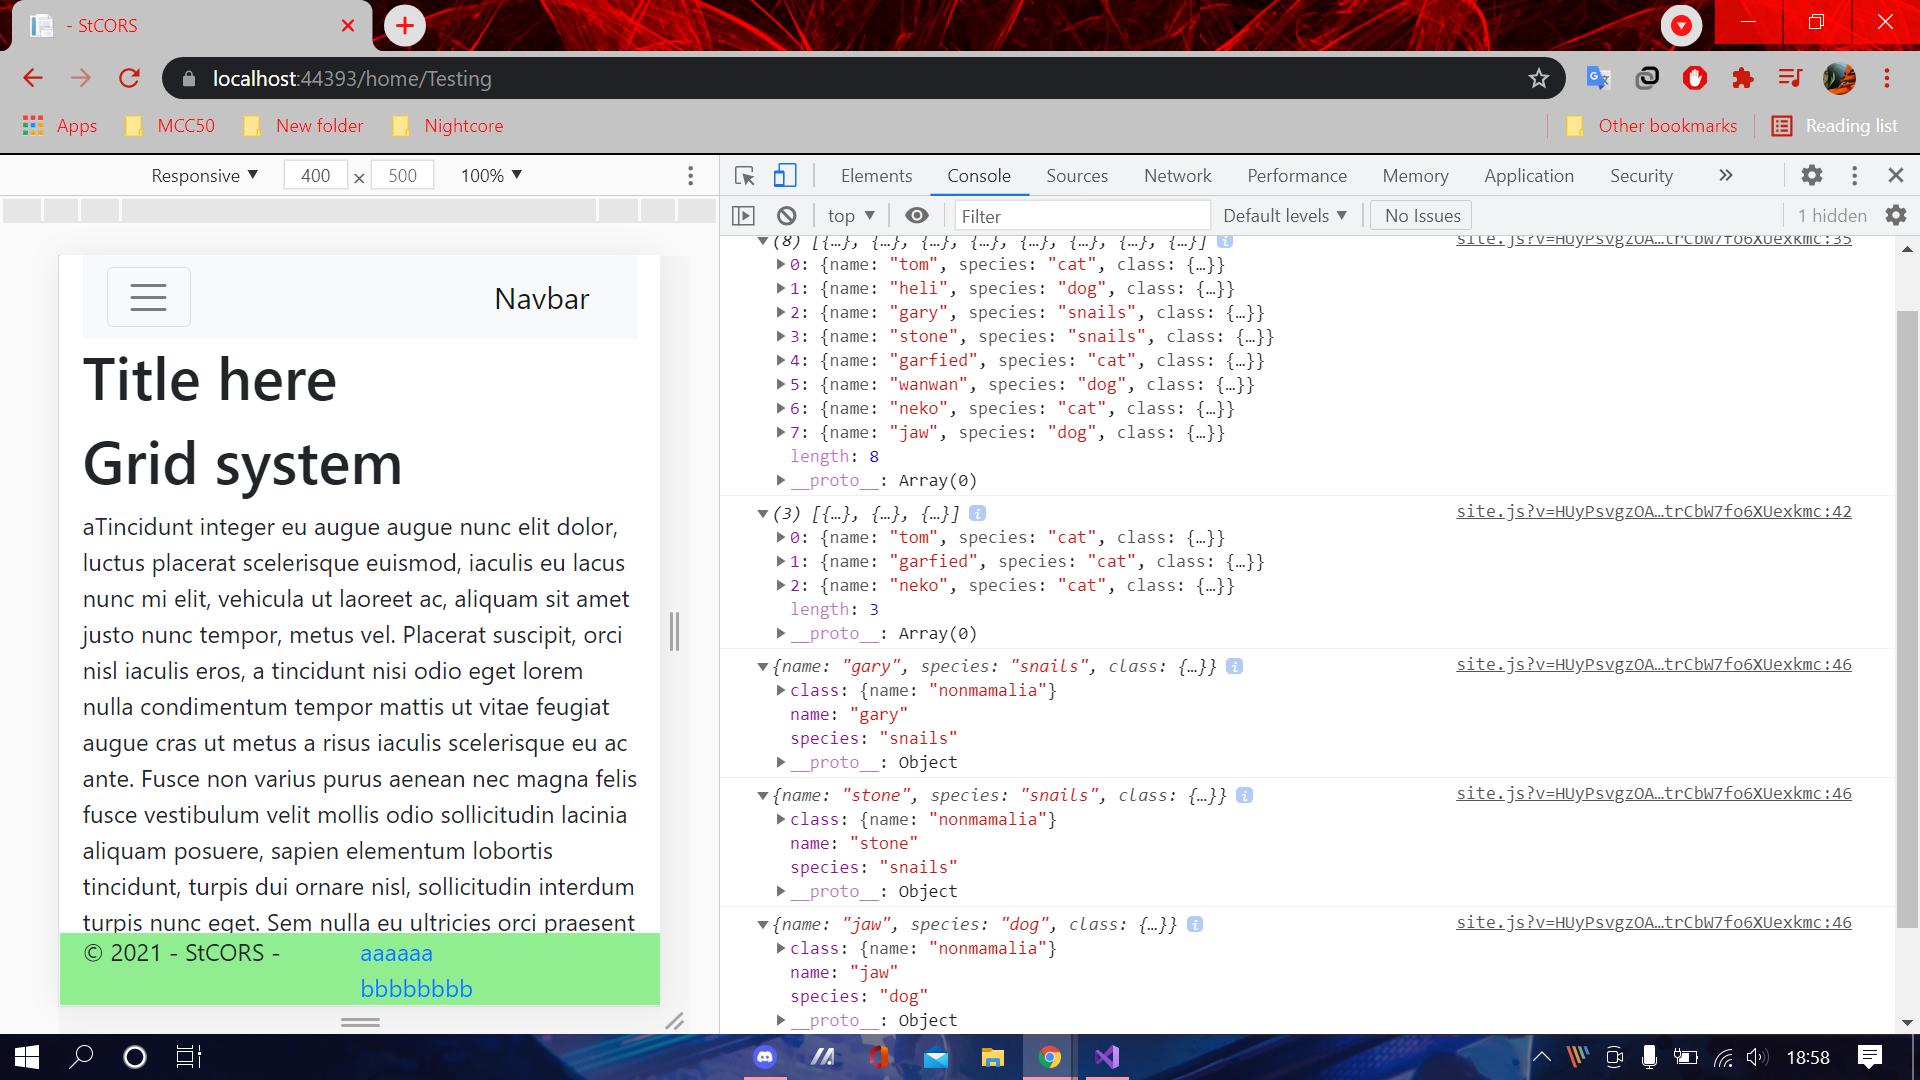 - StCORS
localhost:44393/home/Testing
Apps
MCC50
New folder
Nightcore
Other bookmarks
Reading list
Responsive ▼ 400 × 500 100% ▼
Elements Console Sources Network Performance Memory Application Security »
top ▼ Filter Default levels ▼ No Issues 1 hidden
Navbar
Title here
Grid system
aTincidunt integer eu augue augue nunc elit dolor,
luctus placerat scelerisque euismod, iaculis eu lacus
nunc mi elit, vehicula ut laoreet ac, aliquam sit amet
justo nunc tempor, metus vel. Placerat suscipit, orci
nisl iaculis eros, a tincidunt nisi odio eget lorem
nulla condimentum tempor mattis ut vitae feugiat
augue cras ut metus a risus iaculis scelerisque eu ac
ante. Fusce non varius purus aenean nec magna felis
fusce vestibulum velit mollis odio sollicitudin lacinia
aliquam posuere, sapien elementum lobortis
tincidunt, turpis dui ornare nisl, sollicitudin interdum
turpis nunc eget. Sem nulla eu ultricies orci praesent
© 2021 - StCORS -
aaaaaa
bbbbbbbb
▼(8) [{…}, {…}, {…}, {…}, {…}, {…}, {…}, {…}] i site.js?v=HUyPsvgzOA…trCbW7fo6XUexkmc:35
▶0: {name: "tom", species: "cat", class: {…}}
▶1: {name: "heli", species: "dog", class: {…}}
▶2: {name: "gary", species: "snails", class: {…}}
▶3: {name: "stone", species: "snails", class: {…}}
▶4: {name: "garfied", species: "cat", class: {…}}
▶5: {name: "wanwan", species: "dog", class: {…}}
▶6: {name: "neko", species: "cat", class: {…}}
▶7: {name: "jaw", species: "dog", class: {…}}
length: 8
▶__proto__: Array(0)
▼(3) [{…}, {…}, {…}] i site.js?v=HUyPsvgzOA…trCbW7fo6XUexkmc:42
▶0: {name: "tom", species: "cat", class: {…}}
▶1: {name: "garfied", species: "cat", class: {…}}
▶2: {name: "neko", species: "cat", class: {…}}
length: 3
▶__proto__: Array(0)
▼{name: "gary", species: "snails", class: {…}} i site.js?v=HUyPsvgzOA…trCbW7fo6XUexkmc:46
▶class: {name: "nonmamalia"}
name: "gary"
species: "snails"
▶__proto__: Object
▼{name: "stone", species: "snails", class: {…}} i site.js?v=HUyPsvgzOA…trCbW7fo6XUexkmc:46
▶class: {name: "nonmamalia"}
name: "stone"
species: "snails"
▶__proto__: Object
▼{name: "jaw", species: "dog", class: {…}} i site.js?v=HUyPsvgzOA…trCbW7fo6XUexkmc:46
▶class: {name: "nonmamalia"}
name: "jaw"
species: "dog"
▶__proto__: Object
18:58